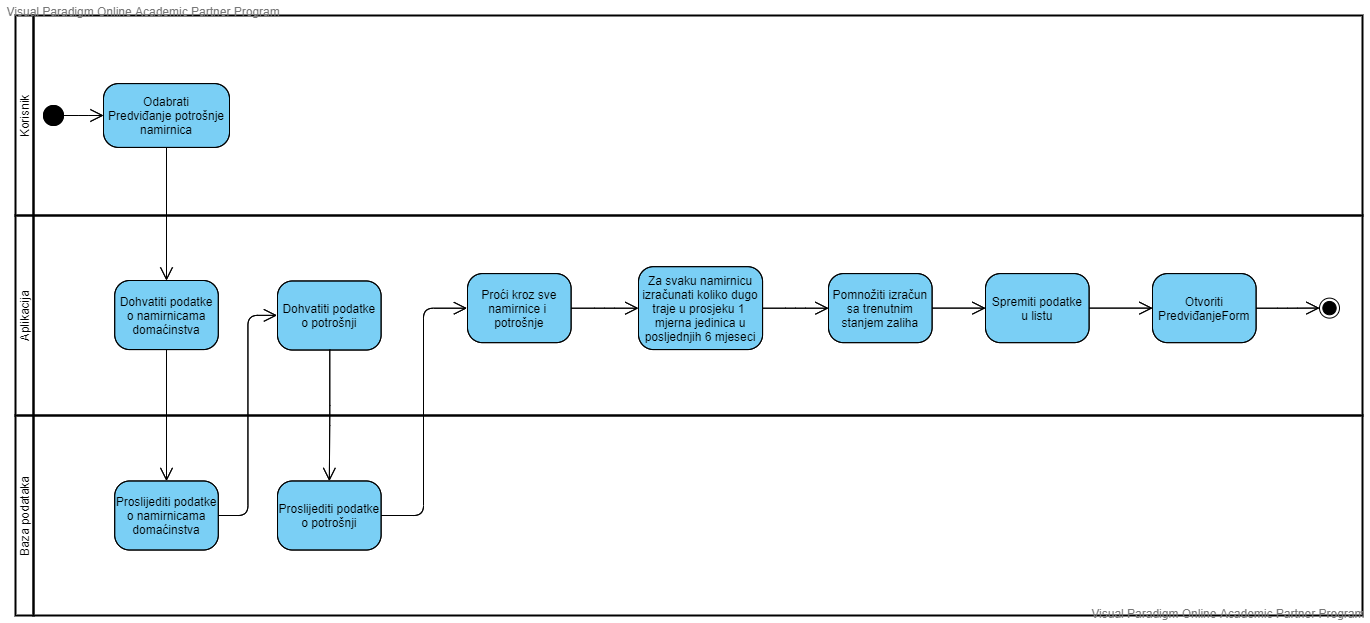 Visual Paradigm Online Academic Partner Program
Korisnik
Odabrati
Predviđanje potrošnje
namirnica
Aplikacija
Dohvatiti podatke
o namirnicama
domaćinstva
Dohvatiti podatke
o potrošnji
Proći kroz sve
namirnice i
potrošnje
Za svaku namirnicu
izračunati koliko dugo
traje u prosjeku 1
mjerna jedinica u
posljednjih 6 mjeseci
Pomnožiti izračun
sa trenutnim
stanjem zaliha
Spremiti podatke
u listu
Otvoriti
PredviđanjeForm
Baza podataka
Proslijediti podatke
o namirnicama
domaćinstva
Proslijediti podatke
o potrošnji
Visual Paradigm Online Academic Partner Program